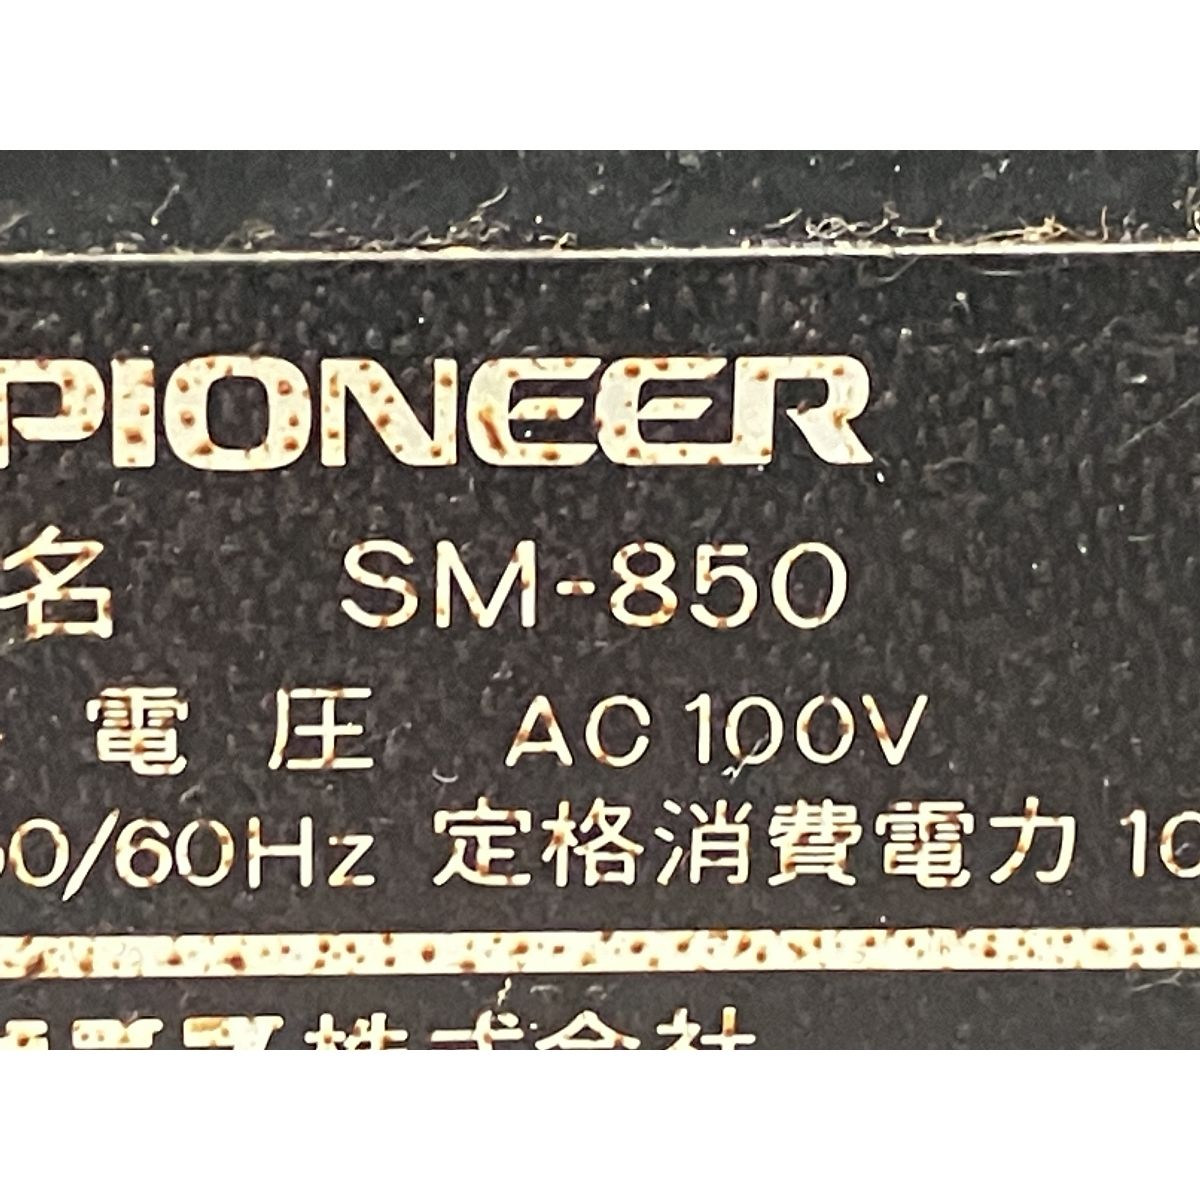 PIONEER
名 SM-850
電圧 AC 100V
50/60Hz 定格消費電力 10
株式会社